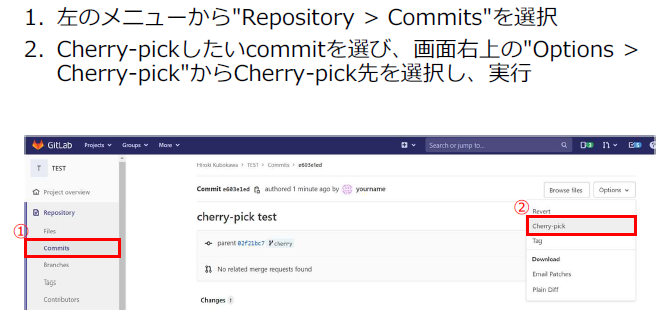 1. 左のメニューから"Repository > Commits"を選択
2. Cherry-pickしたいcommitを選び、画面右上の"Options >
Cherry-pick"からCherry-pick先を選択し、実行
GitLab Projects Groups More Search or jump to...
T TEST
Project overview
Repository
Files
① Commits
Branches
Tags
Contributors
TEST Commits e603e1ed
Commit e603e1ed authored 1 minute ago by yourname
Browse files Options
cherry-pick test
parent 02f21bc7 cherry
No related merge requests found
Changes 1
② Revert
Cherry-pick
Tag
Download
Email Patches
Plain Diff